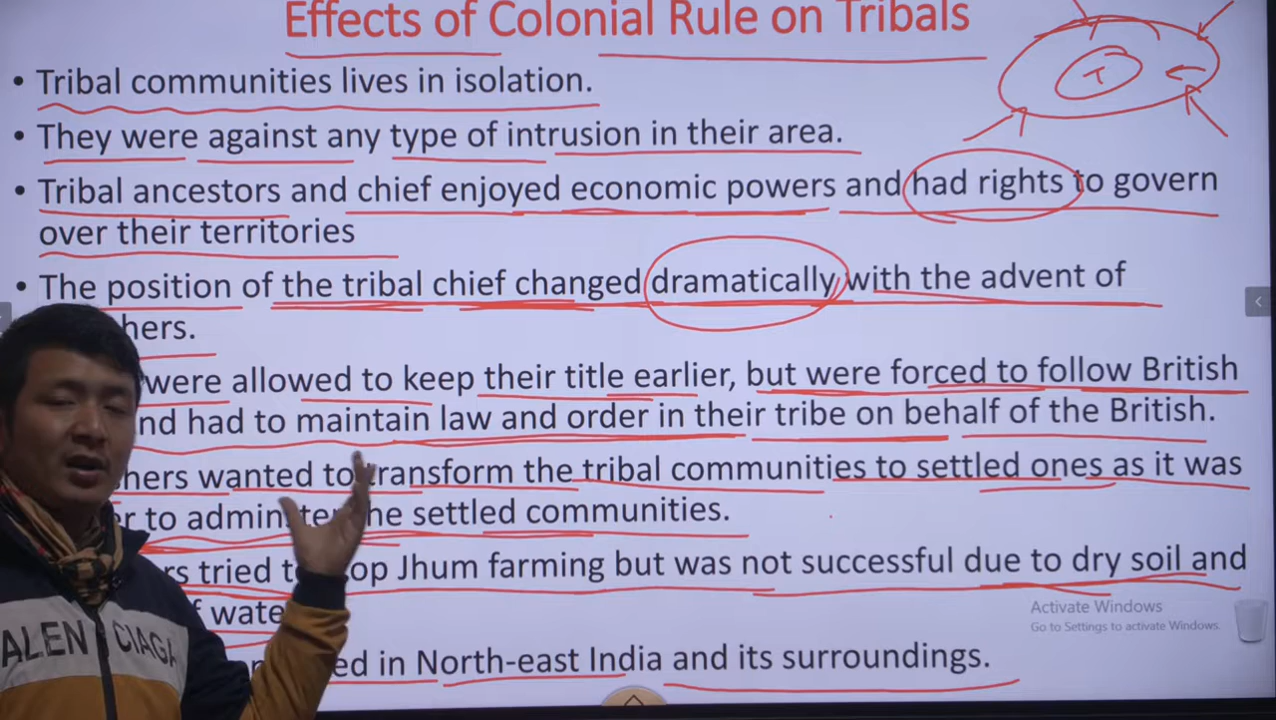 Effects of Colonial Rule on Tribals
T
• Tribal communities lives in isolation.
• They were against any type of intrusion in their area.
• Tribal ancestors and chief enjoyed economic powers and had rights to govern
over their territories
• The position of the tribal chief changed dramatically with the advent of
hers.
were allowed to keep their title earlier, but were forced to follow British
nd had to maintain law and order in their tribe on behalf of the British.
hers wanted to transform the tribal communities to settled ones as it was
er to adminster he settled communities.
rs tried t op Jhum farming but was not successful due to dry soil and
f wate
ed in North-east India and its surroundings.
Activate Windows
Go to Settings to activate Windows.
ALEN CIAGA